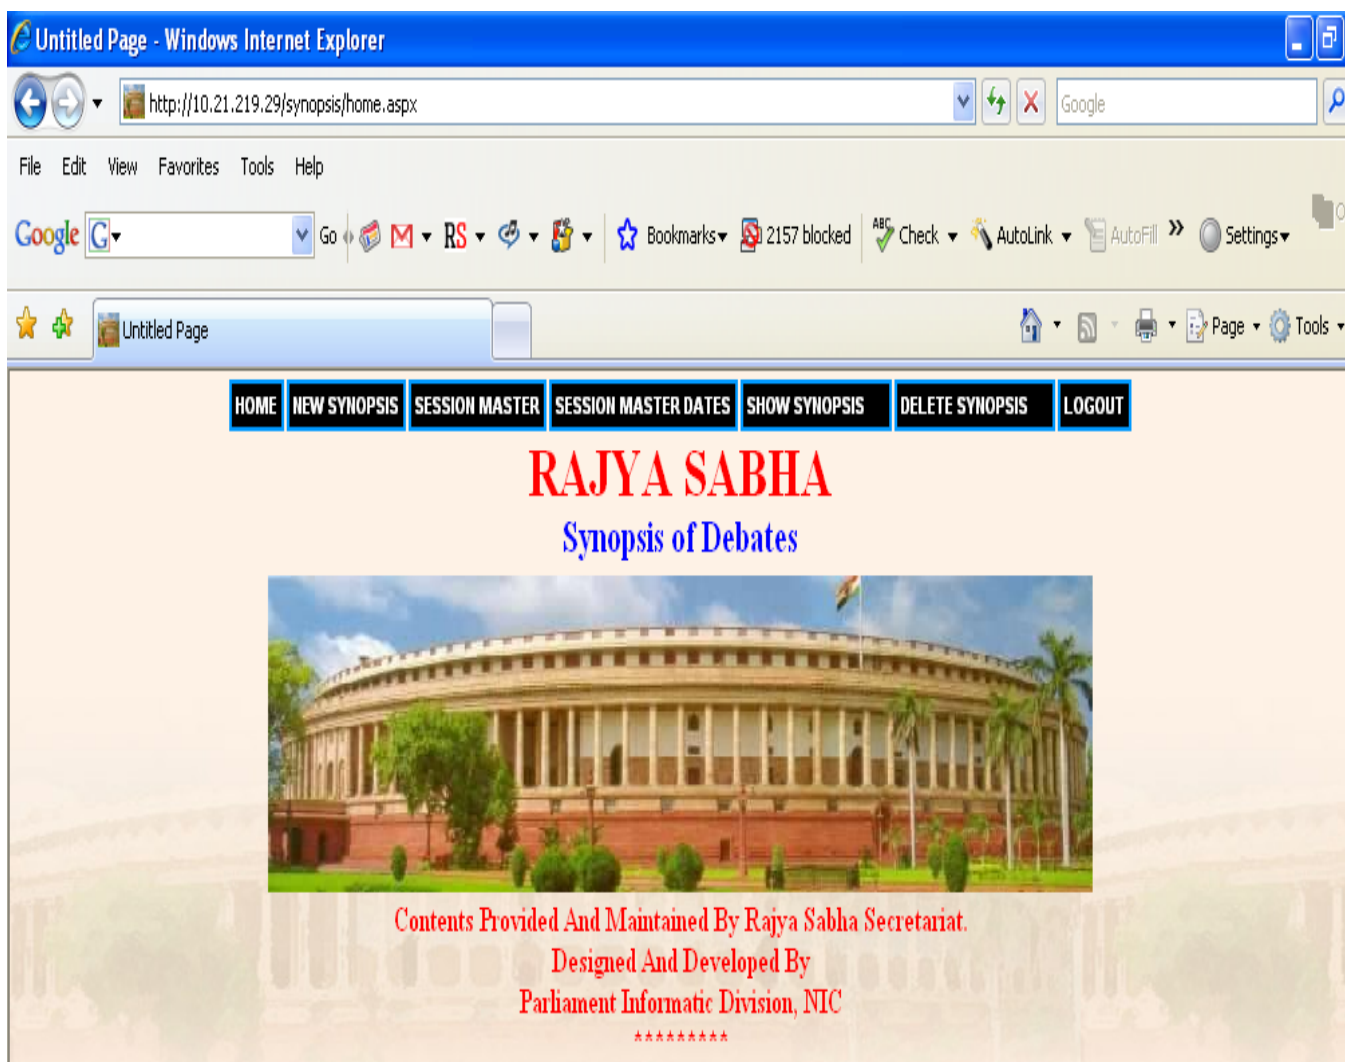 Untitled Page - Windows Internet Explorer
http://10.21.219.29/synopsis/home.aspx
Google
File Edit View Favorites Tools Help
Google G Go RS Bookmarks 2157 blocked ABC Check AutoLink AutoFill Settings
Untitled Page Page Tools
HOME NEW SYNOPSIS SESSION MASTER SESSION MASTER DATES SHOW SYNOPSIS DELETE SYNOPSIS LOGOUT
RAJYA SABHA
Synopsis of Debates
Contents Provided And Maintained By Rajya Sabha Secretariat.
Designed And Developed By
Parliament Informatic Division, NIC
*********